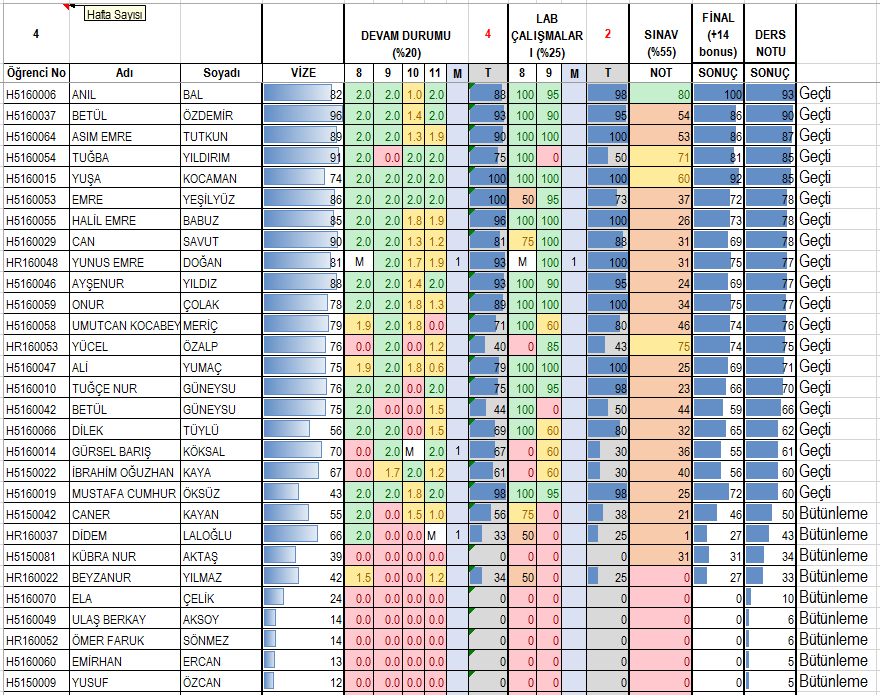 Hafta Sayısı
4 DEVAM DURUMU (%20) 4 LAB ÇALIŞMALAR I (%25) 2 SINAV (%55) FİNAL (+14 bonus) DERS NOTU
Öğrenci No Adı Soyadı VİZE 8 9 10 11 M T 8 9 M T NOT SONUÇ SONUÇ
H5160006 ANIL BAL 82 2.0 2.0 1.0 2.0 88 100 95 98 80 100 93 Geçti
H5160037 BETÜL ÖZDEMİR 96 2.0 2.0 1.4 2.0 93 100 90 95 54 86 90 Geçti
H5160064 ASIM EMRE TUTKUN 89 2.0 2.0 1.3 1.9 90 100 100 100 53 86 87 Geçti
H5160054 TUĞBA YILDIRIM 91 2.0 0.0 2.0 2.0 75 100 0 50 71 81 85 Geçti
H5160015 YUŞA KOCAMAN 74 2.0 2.0 2.0 2.0 100 100 100 100 60 92 85 Geçti
H5160053 EMRE YEŞİLYÜZ 86 2.0 2.0 2.0 2.0 100 50 95 73 37 72 78 Geçti
H5160055 HALİL EMRE BABUZ 85 2.0 2.0 1.8 1.9 96 100 100 100 26 73 78 Geçti
H5160029 CAN SAVUT 90 2.0 2.0 1.3 1.2 81 75 100 88 31 69 78 Geçti
HR160048 YUNUS EMRE DOĞAN 81 M 2.0 1.7 1.9 1 93 M 100 1 100 31 75 77 Geçti
H5160046 AYŞENUR YILDIZ 88 2.0 2.0 1.4 2.0 93 100 90 95 24 69 77 Geçti
H5160059 ONUR ÇOLAK 78 2.0 2.0 1.8 1.3 89 100 100 100 34 75 77 Geçti
H5160058 UMUTCAN KOCABEY MERİÇ 79 1.9 2.0 1.8 0.0 71 100 60 80 46 74 76 Geçti
HR160053 YÜCEL ÖZALP 76 0.0 2.0 0.0 1.2 40 0 85 43 75 74 75 Geçti
H5160047 ALİ YUMAÇ 75 1.9 2.0 1.8 0.6 79 100 100 100 25 69 71 Geçti
H5160010 TUĞÇE NUR GÜNEYSU 76 2.0 2.0 0.0 2.0 75 100 95 98 23 66 70 Geçti
H5160042 BETÜL GÜNEYSU 75 2.0 0.0 0.0 1.5 44 100 0 50 44 59 66 Geçti
H5160066 DİLEK TÜYLÜ 56 2.0 2.0 0.0 1.5 69 100 60 80 32 65 62 Geçti
H5160014 GÜRSEL BARIŞ KÖKSAL 70 0.0 2.0 M 2.0 1 67 0 60 30 36 55 61 Geçti
H5150022 İBRAHİM OĞUZHAN KAYA 67 0.0 1.7 2.0 1.2 61 0 60 30 40 56 60 Geçti
H5160019 MUSTAFA CUMHUR ÖKSÜZ 43 2.0 2.0 1.8 2.0 98 100 95 98 25 72 60 Geçti
H5150042 CANER KAYAN 55 2.0 0.0 1.5 1.0 56 75 0 38 21 46 50 Bütünleme
HR160037 DİDEM LALOĞLU 66 2.0 0.0 0.0 M 1 33 50 0 25 1 27 43 Bütünleme
H5150081 KÜBRA NUR AKTAŞ 39 0.0 0.0 0.0 0.0 0 0 0 0 31 31 34 Bütünleme
HR160022 BEYZANUR YILMAZ 42 1.5 0.0 0.0 1.2 34 50 0 25 0 27 33 Bütünleme
H5160070 ELA ÇELİK 24 0.0 0.0 0.0 0.0 0 0 0 0 0 0 10 Bütünleme
H5160049 ULAŞ BERKAY AKSOY 14 0.0 0.0 0.0 0.0 0 0 0 0 0 0 6 Bütünleme
HR160052 ÖMER FARUK SÖNMEZ 14 0.0 0.0 0.0 0.0 0 0 0 0 0 0 6 Bütünleme
H5160060 EMİRHAN ERCAN 13 0.0 0.0 0.0 0.0 0 0 0 0 0 0 5 Bütünleme
H5150009 YUSUF ÖZCAN 12 0.0 0.0 0.0 0.0 0 0 0 0 0 0 5 Bütünleme